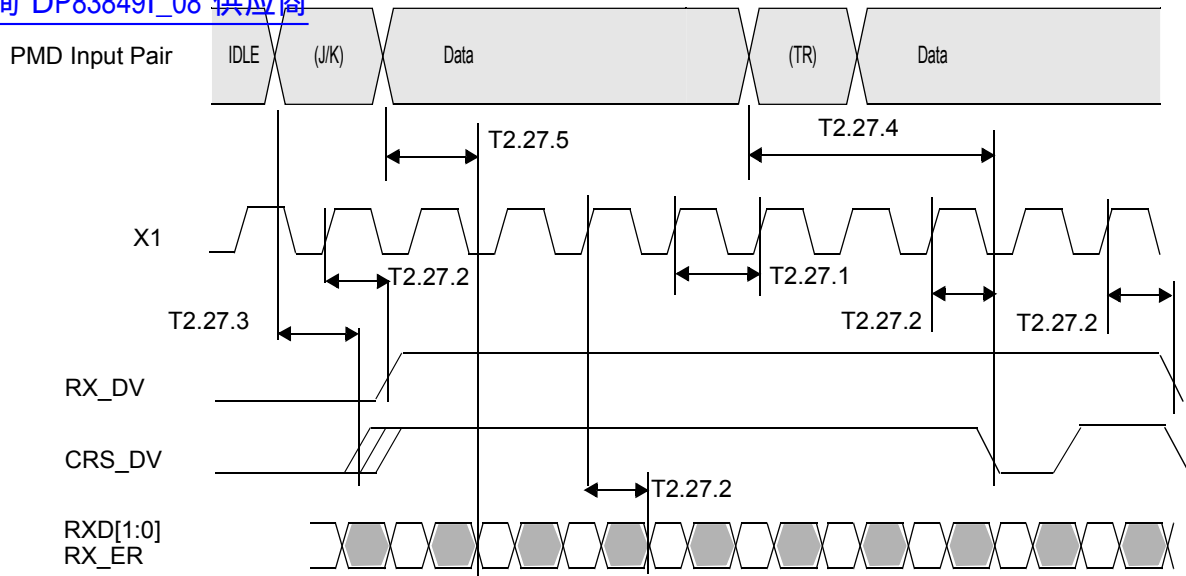 询 DP83849I_08 供应商
PMD Input Pair
IDLE
(J/K)
Data
(TR)
Data
T2.27.5
T2.27.4
X1
T2.27.2
T2.27.1
T2.27.3
T2.27.2
T2.27.2
RX_DV
CRS_DV
T2.27.2
RXD[1:0]
RX_ER